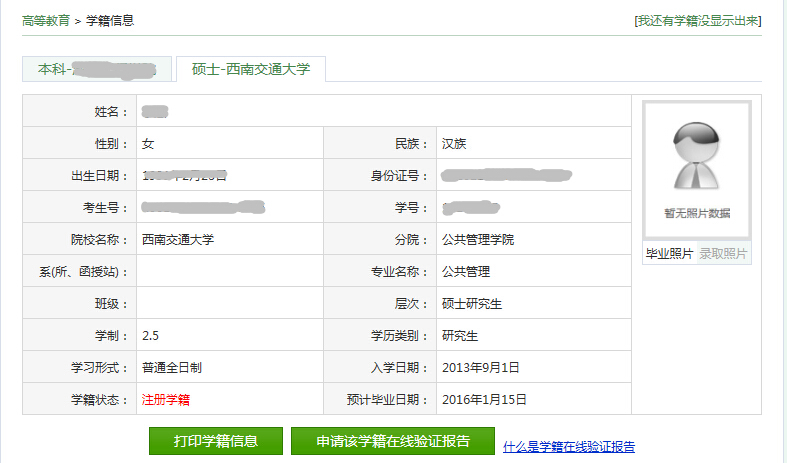 高等教育 > 学籍信息
[我还有学籍没显示出来]
本科-
硕士-西南交通大学
姓名：
性别： 女 民族： 汉族
出生日期： 身份证号：
考生号： 学号：
院校名称： 西南交通大学 分院： 公共管理学院
系(所、函授站)： 专业名称： 公共管理
班级： 层次： 硕士研究生
学制： 2.5 学历类别： 研究生
学习形式： 普通全日制 入学日期： 2013年9月1日
学籍状态： 注册学籍 预计毕业日期： 2016年1月15日
暂无照片数据
毕业照片 录取照片
打印学籍信息 申请该学籍在线验证报告 什么是学籍在线验证报告